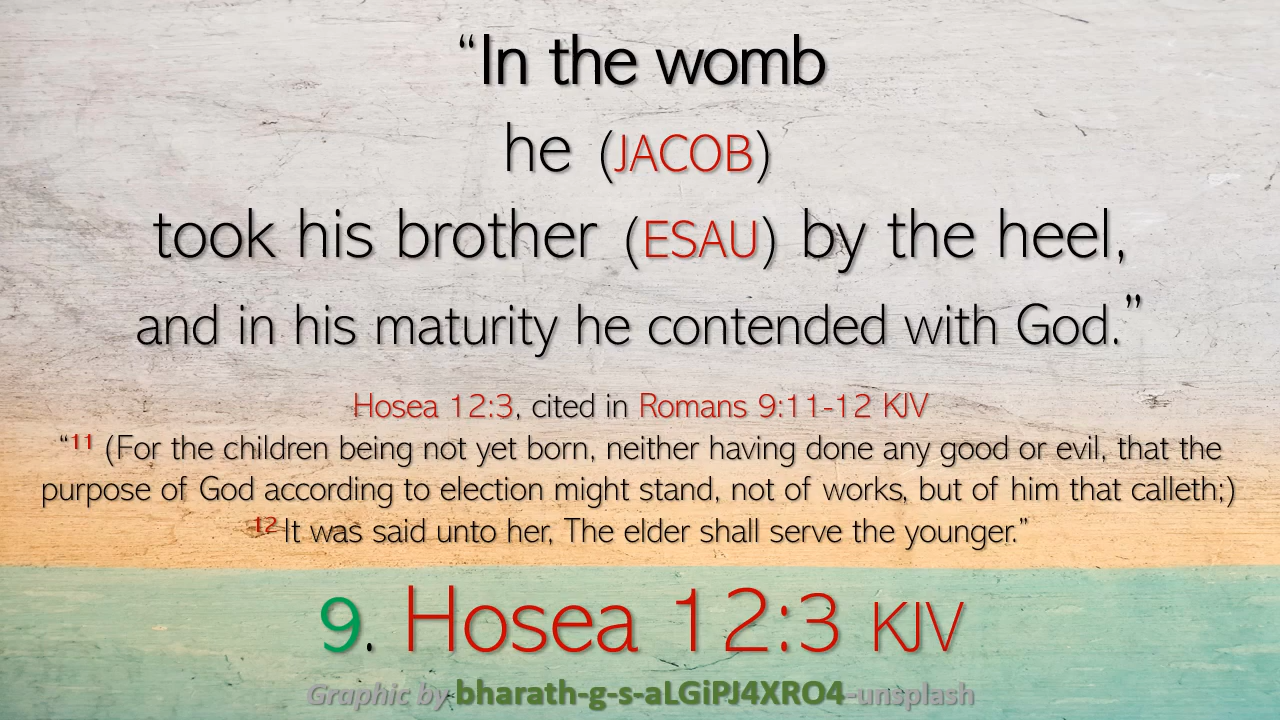 “In the womb
he (JACOB)
took his brother (ESAU) by the heel,
and in his maturity he contended with God.”
Hosea 12:3, cited in Romans 9:11-12 KJV
“11 (For the children being not yet born, neither having done any good or evil, that the
purpose of God according to election might stand, not of works, but of him that calleth;)
12 It was said unto her, The elder shall serve the younger.”
9. Hosea 12:3 KJV
Graphic by bharath-g-s-aLGiPJ4XRO4-unsplash